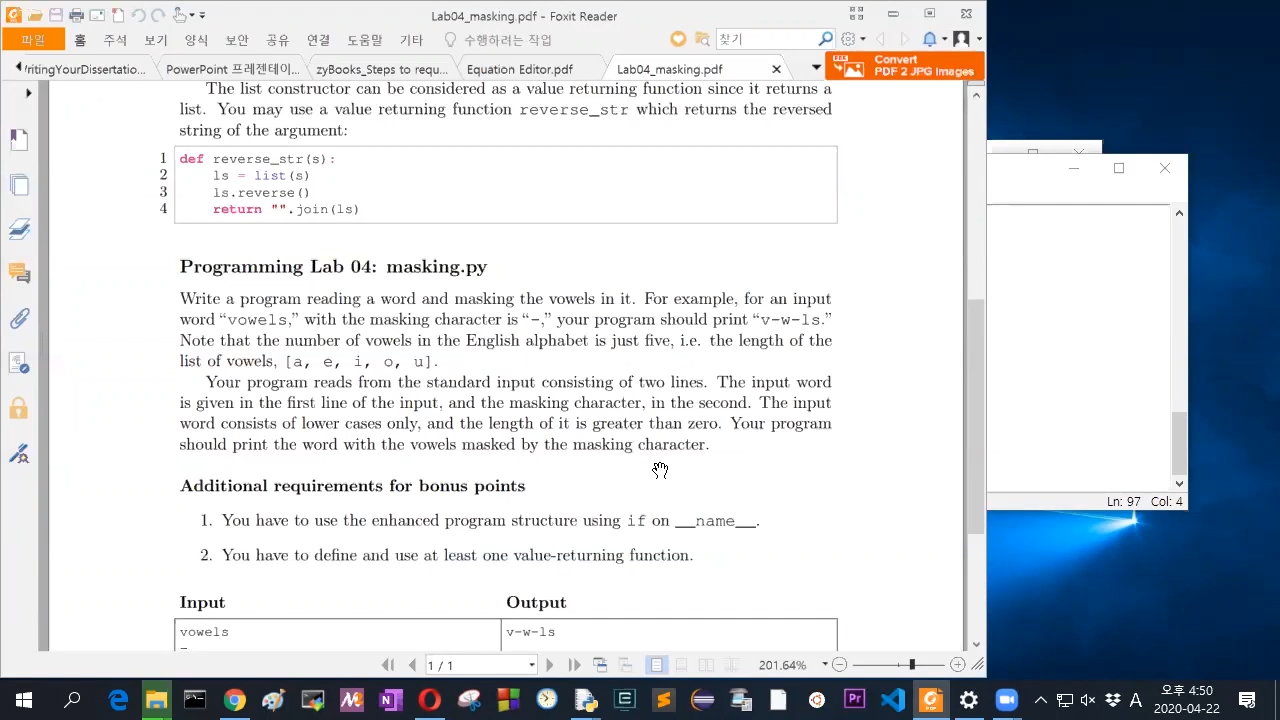 Lab04_masking.pdf - Foxit Reader
파일 홈 주석 보기 양식 보안 공유 연결 도움말 기타 수행하려는 작업 찾기
ritingYourDissertati... PowerPoint 프레젠테이... zyBooks_Steps to requ... Equation Editor.pdf Lab04_masking.pdf
Convert
PDF 2 JPG Images
The list constructor can be considered as a value returning function since it returns a
list. You may use a value returning function reverse_str which returns the reversed
string of the argument:
1 def reverse_str(s):
2 ls = list(s)
3 ls.reverse()
4 return "".join(ls)
Programming Lab 04: masking.py
Write a program reading a word and masking the vowels in it. For example, for an input
word “vowels,” with the masking character is “-,” your program should print “v-w-ls.”
Note that the number of vowels in the English alphabet is just five, i.e. the length of the
list of vowels, [a, e, i, o, u].
Your program reads from the standard input consisting of two lines. The input word
is given in the first line of the input, and the masking character, in the second. The input
word consists of lower cases only, and the length of it is greater than zero. Your program
should print the word with the vowels masked by the masking character.
Additional requirements for bonus points
1. You have to use the enhanced program structure using if on __name__.
2. You have to define and use at least one value-returning function.
Input Output
vowels v-w-ls
-
1 / 1 201.64%
Ln: 97 Col: 4
A 오후 4:50
2020-04-22